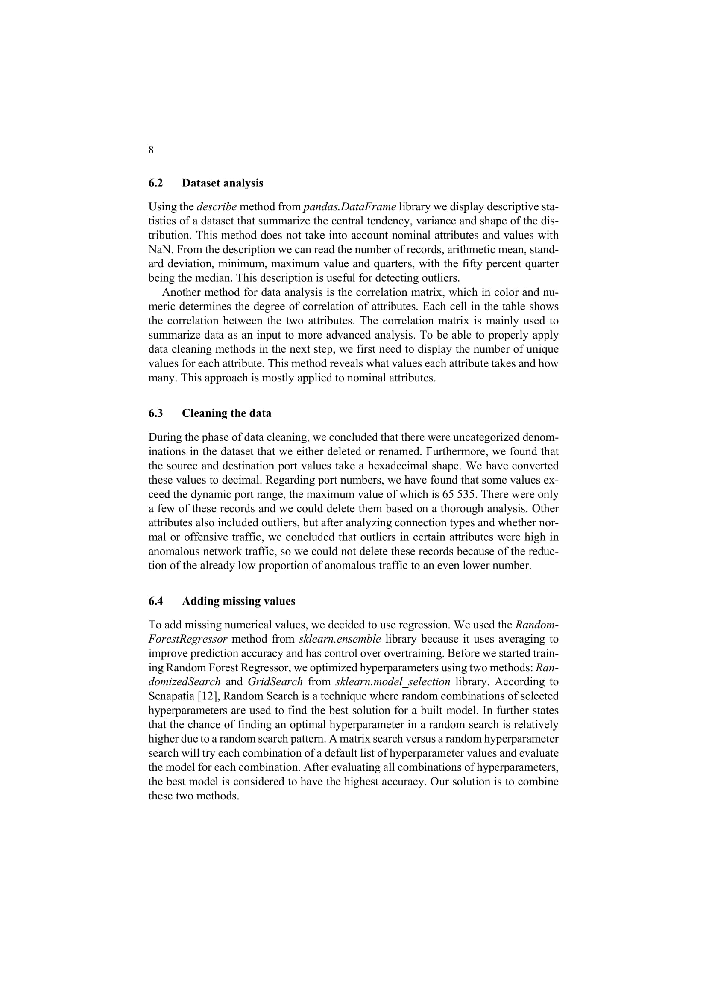 8
6.2 Dataset analysis
Using the describe method from pandas.DataFrame library we display descriptive sta-
tistics of a dataset that summarize the central tendency, variance and shape of the dis-
tribution. This method does not take into account nominal attributes and values with
NaN. From the description we can read the number of records, arithmetic mean, stand-
ard deviation, minimum, maximum value and quarters, with the fifty percent quarter
being the median. This description is useful for detecting outliers.
Another method for data analysis is the correlation matrix, which in color and nu-
meric determines the degree of correlation of attributes. Each cell in the table shows
the correlation between the two attributes. The correlation matrix is mainly used to
summarize data as an input to more advanced analysis. To be able to properly apply
data cleaning methods in the next step, we first need to display the number of unique
values for each attribute. This method reveals what values each attribute takes and how
many. This approach is mostly applied to nominal attributes.
6.3 Cleaning the data
During the phase of data cleaning, we concluded that there were uncategorized denom-
inations in the dataset that we either deleted or renamed. Furthermore, we found that
the source and destination port values take a hexadecimal shape. We have converted
these values to decimal. Regarding port numbers, we have found that some values ex-
ceed the dynamic port range, the maximum value of which is 65 535. There were only
a few of these records and we could delete them based on a thorough analysis. Other
attributes also included outliers, but after analyzing connection types and whether nor-
mal or offensive traffic, we concluded that outliers in certain attributes were high in
anomalous network traffic, so we could not delete these records because of the reduc-
tion of the already low proportion of anomalous traffic to an even lower number.
6.4 Adding missing values
To add missing numerical values, we decided to use regression. We used the Random-
ForestRegressor method from sklearn.ensemble library because it uses averaging to
improve prediction accuracy and has control over overtraining. Before we started train-
ing Random Forest Regressor, we optimized hyperparameters using two methods: Ran-
domizedSearch and GridSearch from sklearn.model_selection library. According to
Senapatia [12], Random Search is a technique where random combinations of selected
hyperparameters are used to find the best solution for a built model. In further states
that the chance of finding an optimal hyperparameter in a random search is relatively
higher due to a random search pattern. A matrix search versus a random hyperparameter
search will try each combination of a default list of hyperparameter values and evaluate
the model for each combination. After evaluating all combinations of hyperparameters,
the best model is considered to have the highest accuracy. Our solution is to combine
these two methods.